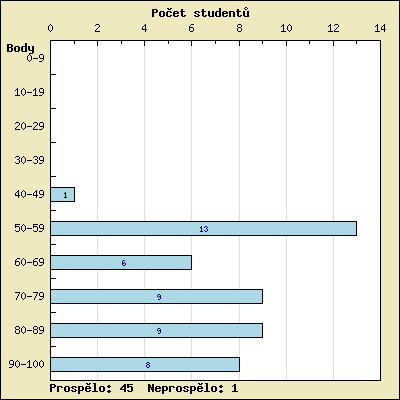 Počet studentů
0 2 4 6 8 10 12 14
Body
0-9
10-19
20-29
30-39
40-49 1
50-59 13
60-69 6
70-79 9
80-89 9
90-100 8
Prospělo: 45 Neprospělo: 1